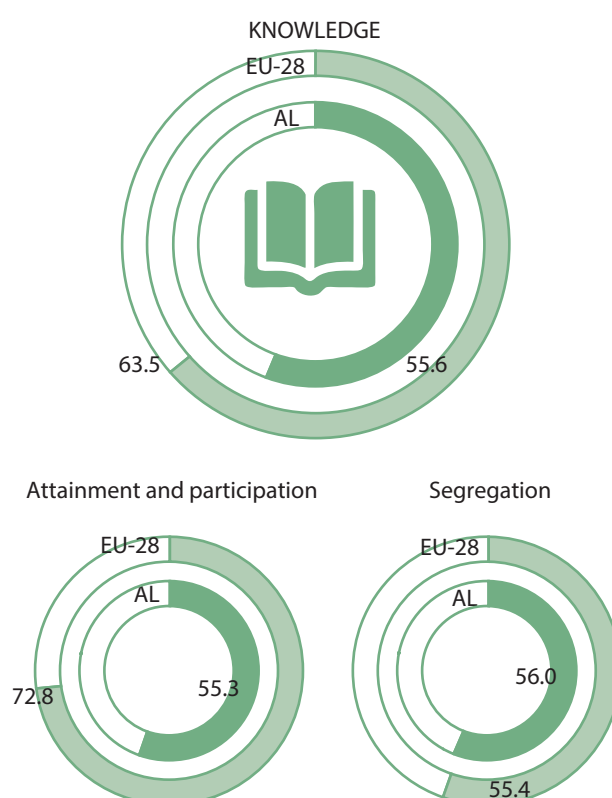 KNOWLEDGE
EU-28
AL
63.5
55.6
Attainment and participation
Segregation
EU-28
EU-28
AL
AL
72.8
55.3
56.0
55.4